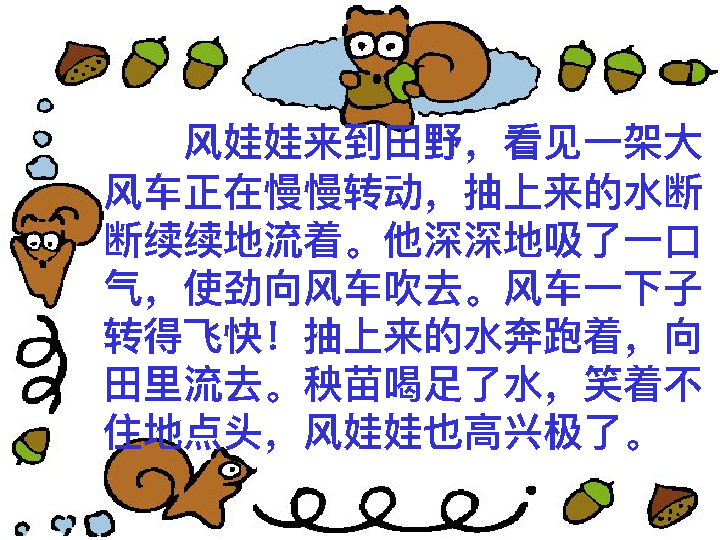 风娃娃来到田野，看见一架大
风车正在慢慢转动，抽上来的水断
断续续地流着。他深深地吸了一口
气，使劲向风车吹去。风车一下子
转得飞快！抽上来的水奔跑着，向
田里流去。秧苗喝足了水，笑着不
住地点头，风娃娃也高兴极了。